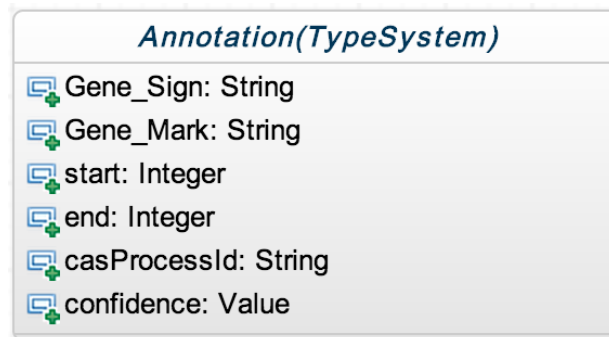 Annotation(TypeSystem)
Gene_Sign: String
Gene_Mark: String
start: Integer
end: Integer
casProcessId: String
confidence: Value